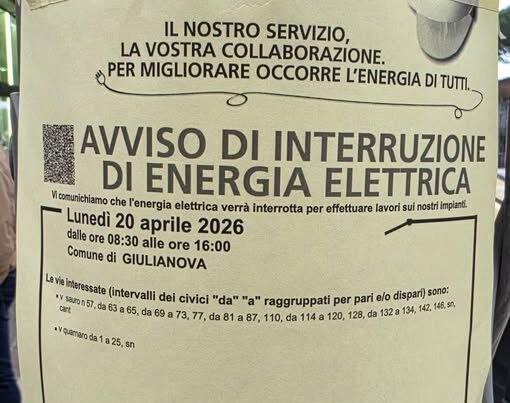 IL NOSTRO SERVIZIO,
LA VOSTRA COLLABORAZIONE.
PER MIGLIORARE OCCORRE L'ENERGIA DI TUTTI.
AVVISO DI INTERRUZIONE
DI ENERGIA ELETTRICA
Vi comunichiamo che l'energia elettrica verrà interrotta per effettuare lavori sui nostri impianti.
Lunedì 20 aprile 2026
dalle ore 08:30 alle ore 16:00
Comune di GIULIANOVA
Le vie interessate (intervalli dei civici "da" "a" raggruppati per pari e/o dispari) sono:
• v sauro n 57, da 63 a 65, da 69 a 73, 77, da 81 a 87, 110, da 114 a 120, 128, da 132 a 134, 142, 146, sn,
cant
• v quarnaro da 1 a 25, sn